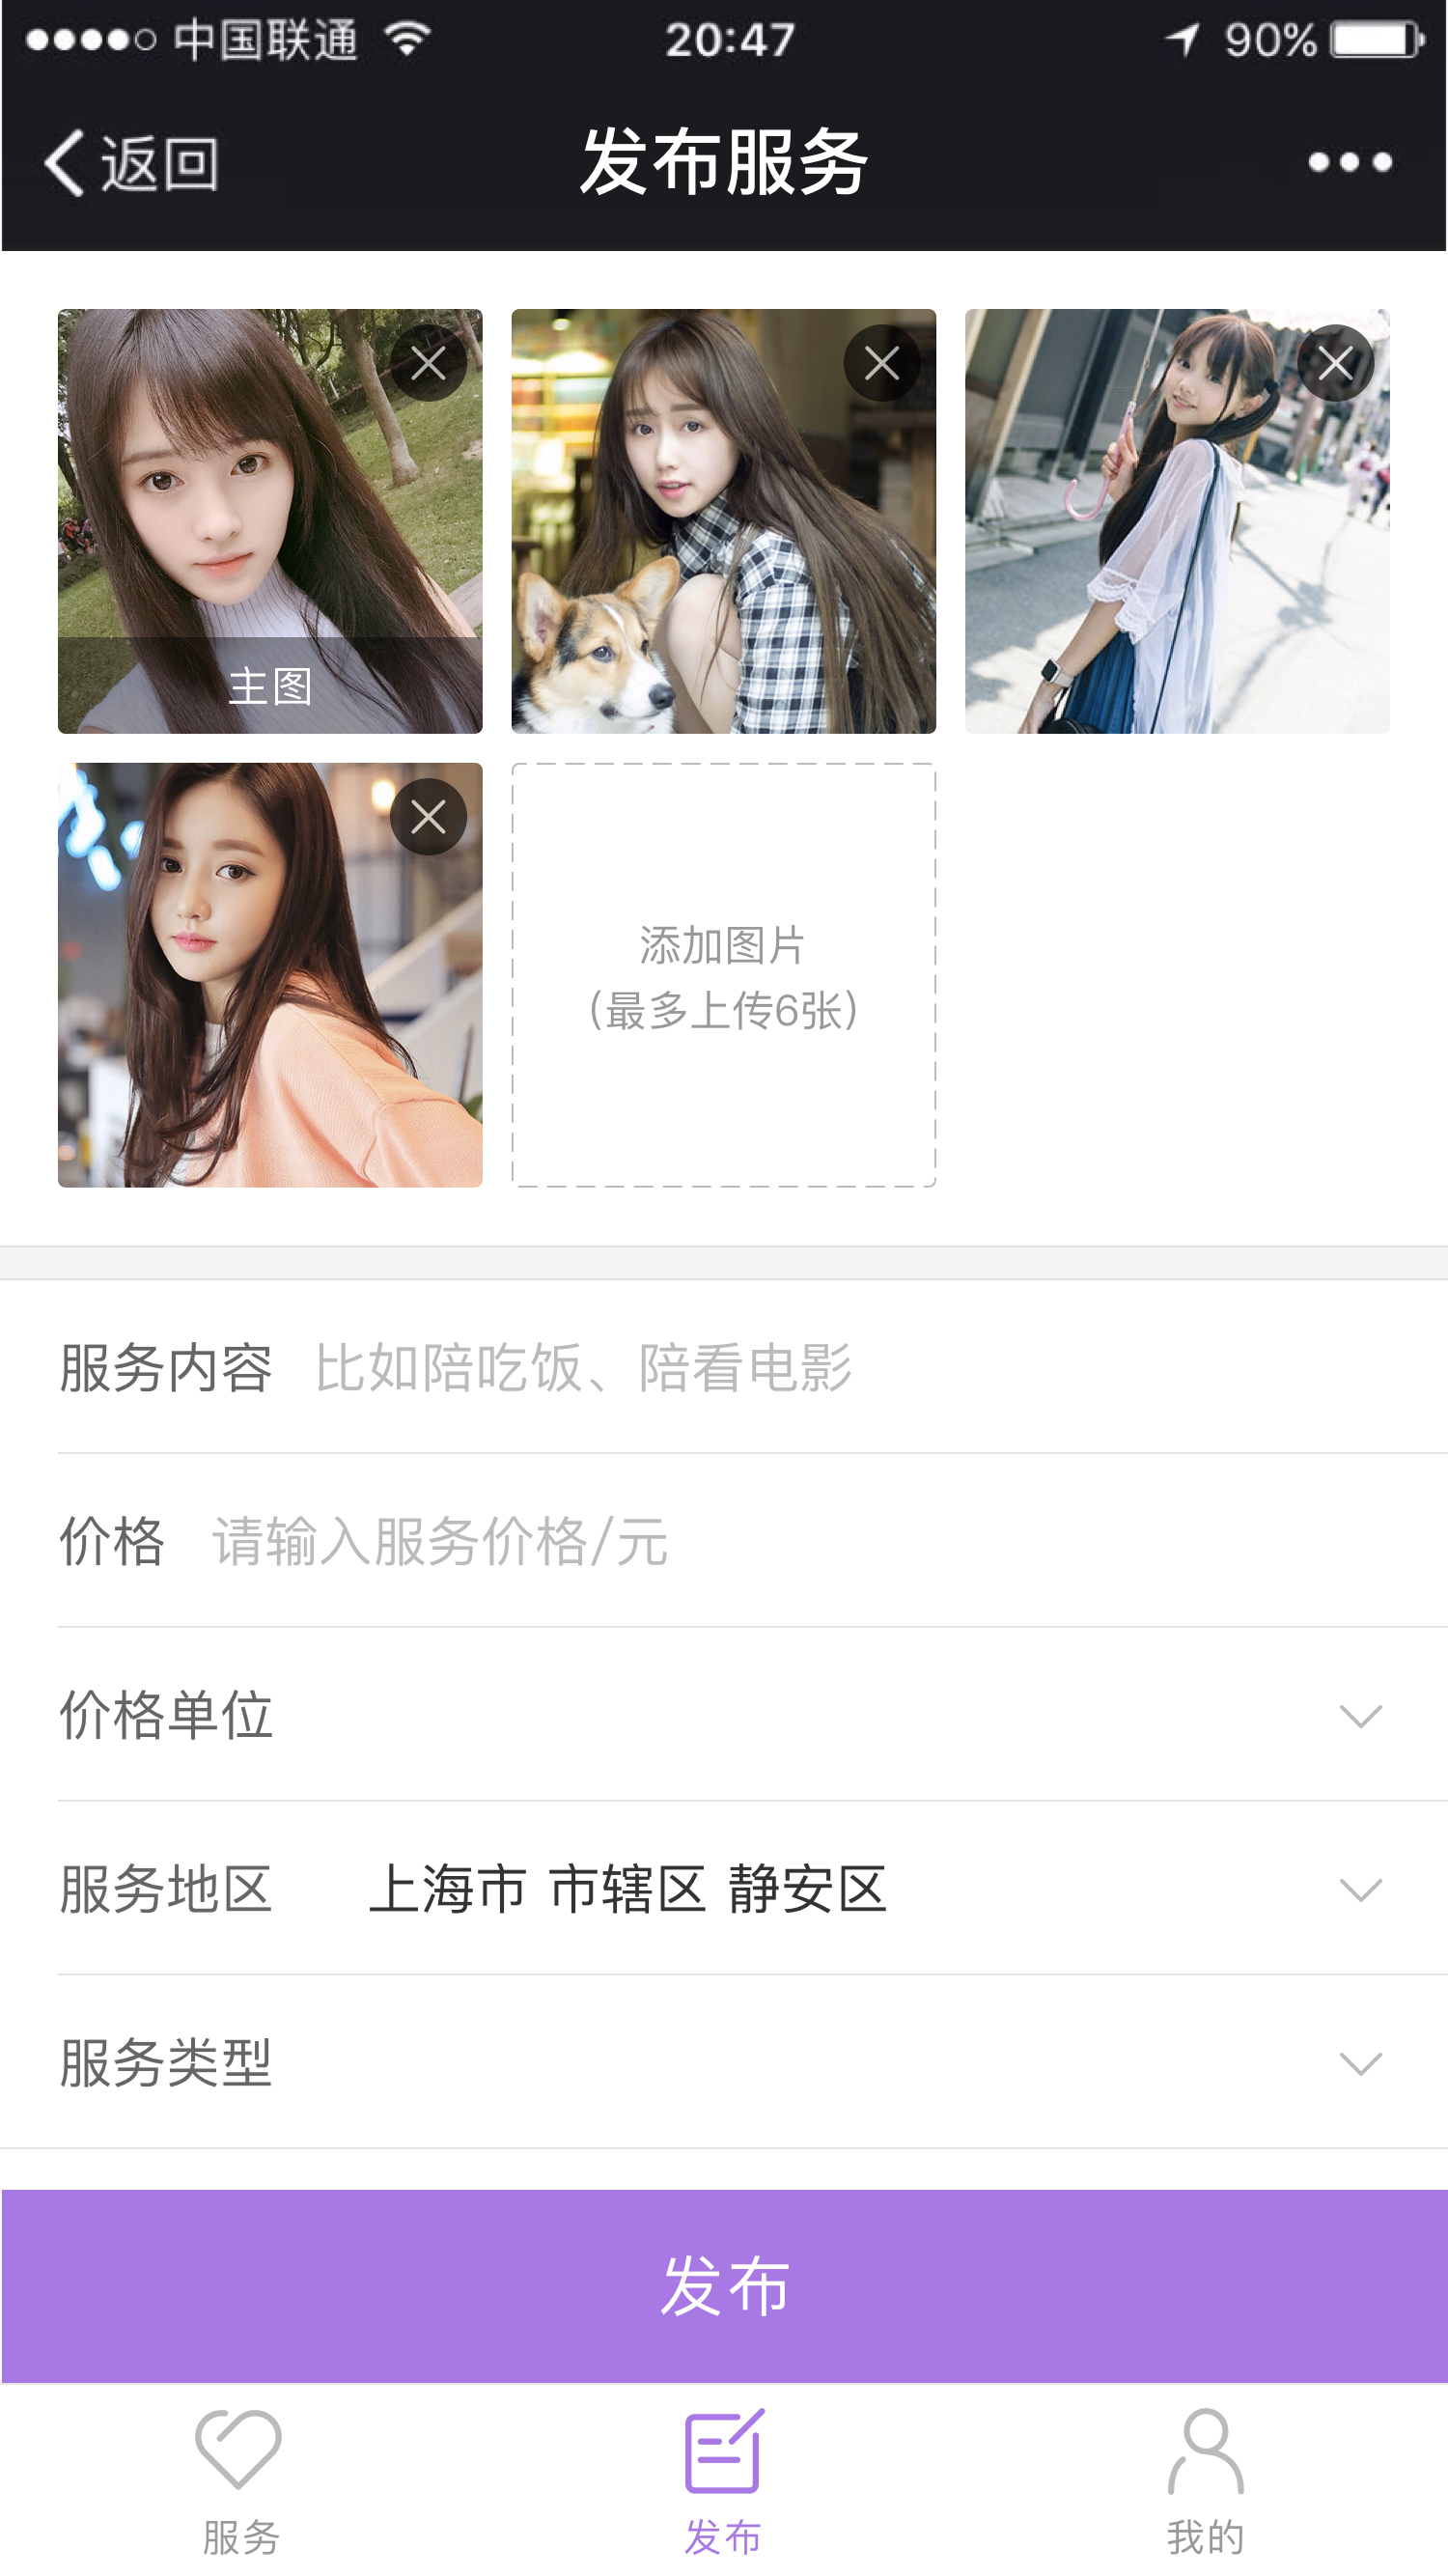 中国联通 20:47 90%
返回 发布服务
主图
添加图片
(最多上传6张)
服务内容 比如陪吃饭、陪看电影
价格 请输入服务价格/元
价格单位
服务地区 上海市 市辖区 静安区
服务类型
发布
服务 发布 我的